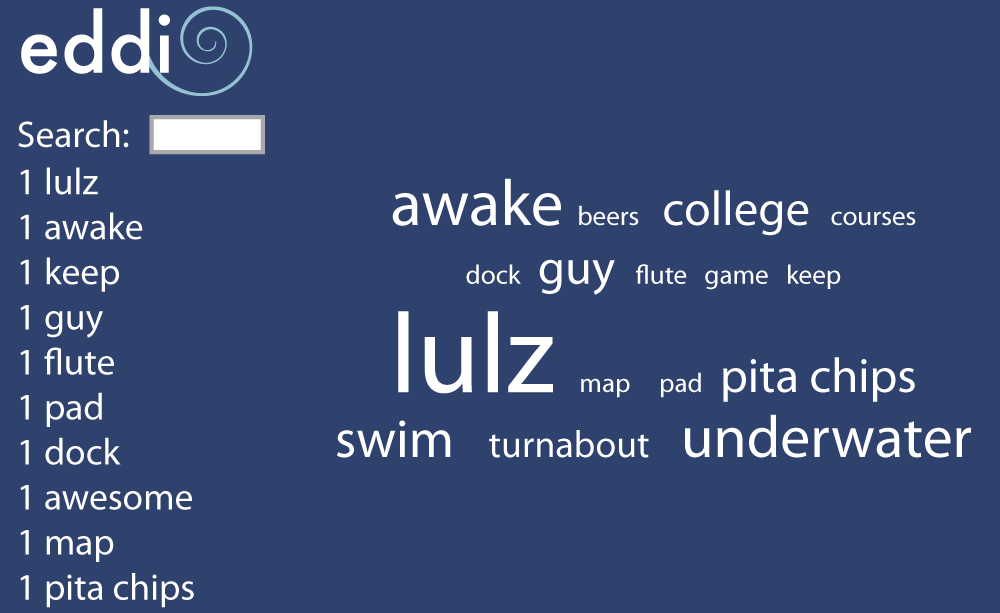 eddi
Search:
1 lulz
1 awake
1 keep
1 guy
1 flute
1 pad
1 dock
1 awesome
1 map
1 pita chips
awake beers college courses
dock guy flute game keep
lulz map pad pita chips
swim turnabout underwater